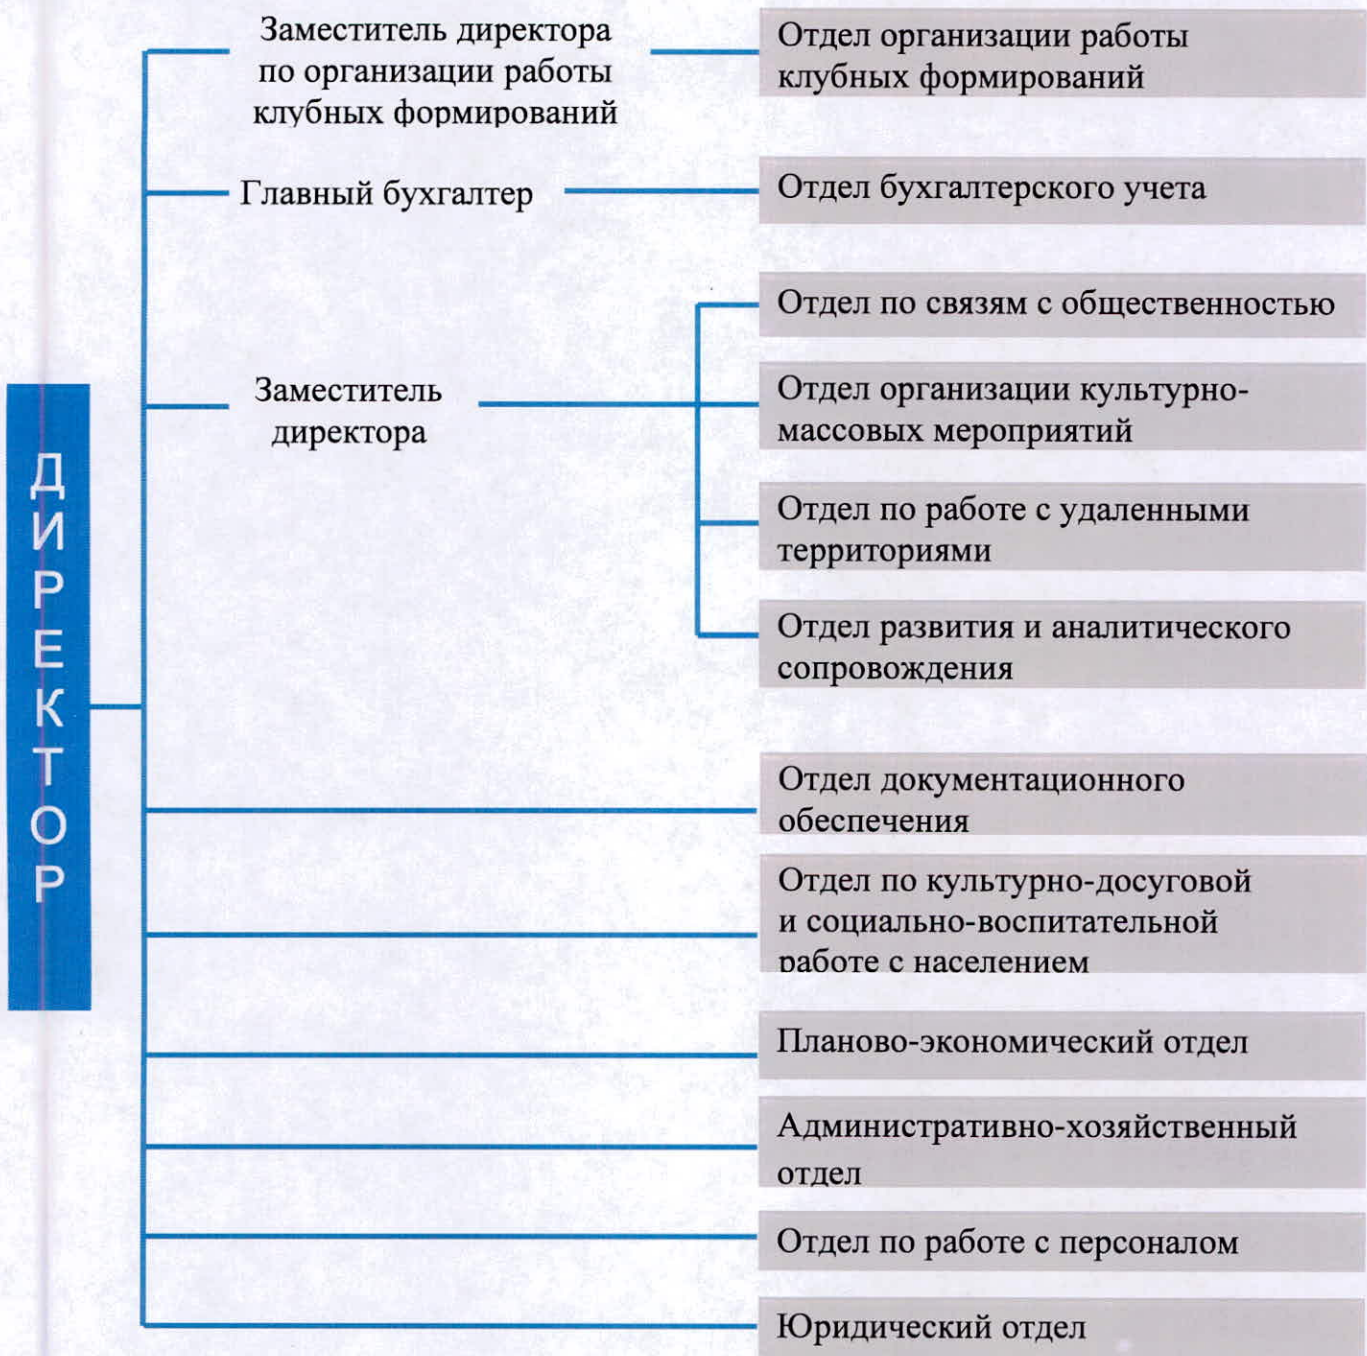 ДИРЕКТОР
Заместитель директора
по организации работы
клубных формирований
Отдел организации работы
клубных формирований
Главный бухгалтер
Отдел бухгалтерского учета
Заместитель
директора
Отдел по связям с общественностью
Отдел организации культурно-
массовых мероприятий
Отдел по работе с удаленными
территориями
Отдел развития и аналитического
сопровождения
Отдел документационного
обеспечения
Отдел по культурно-досуговой
и социально-воспитательной
работе с населением
Планово-экономический отдел
Административно-хозяйственный
отдел
Отдел по работе с персоналом
Юридический отдел